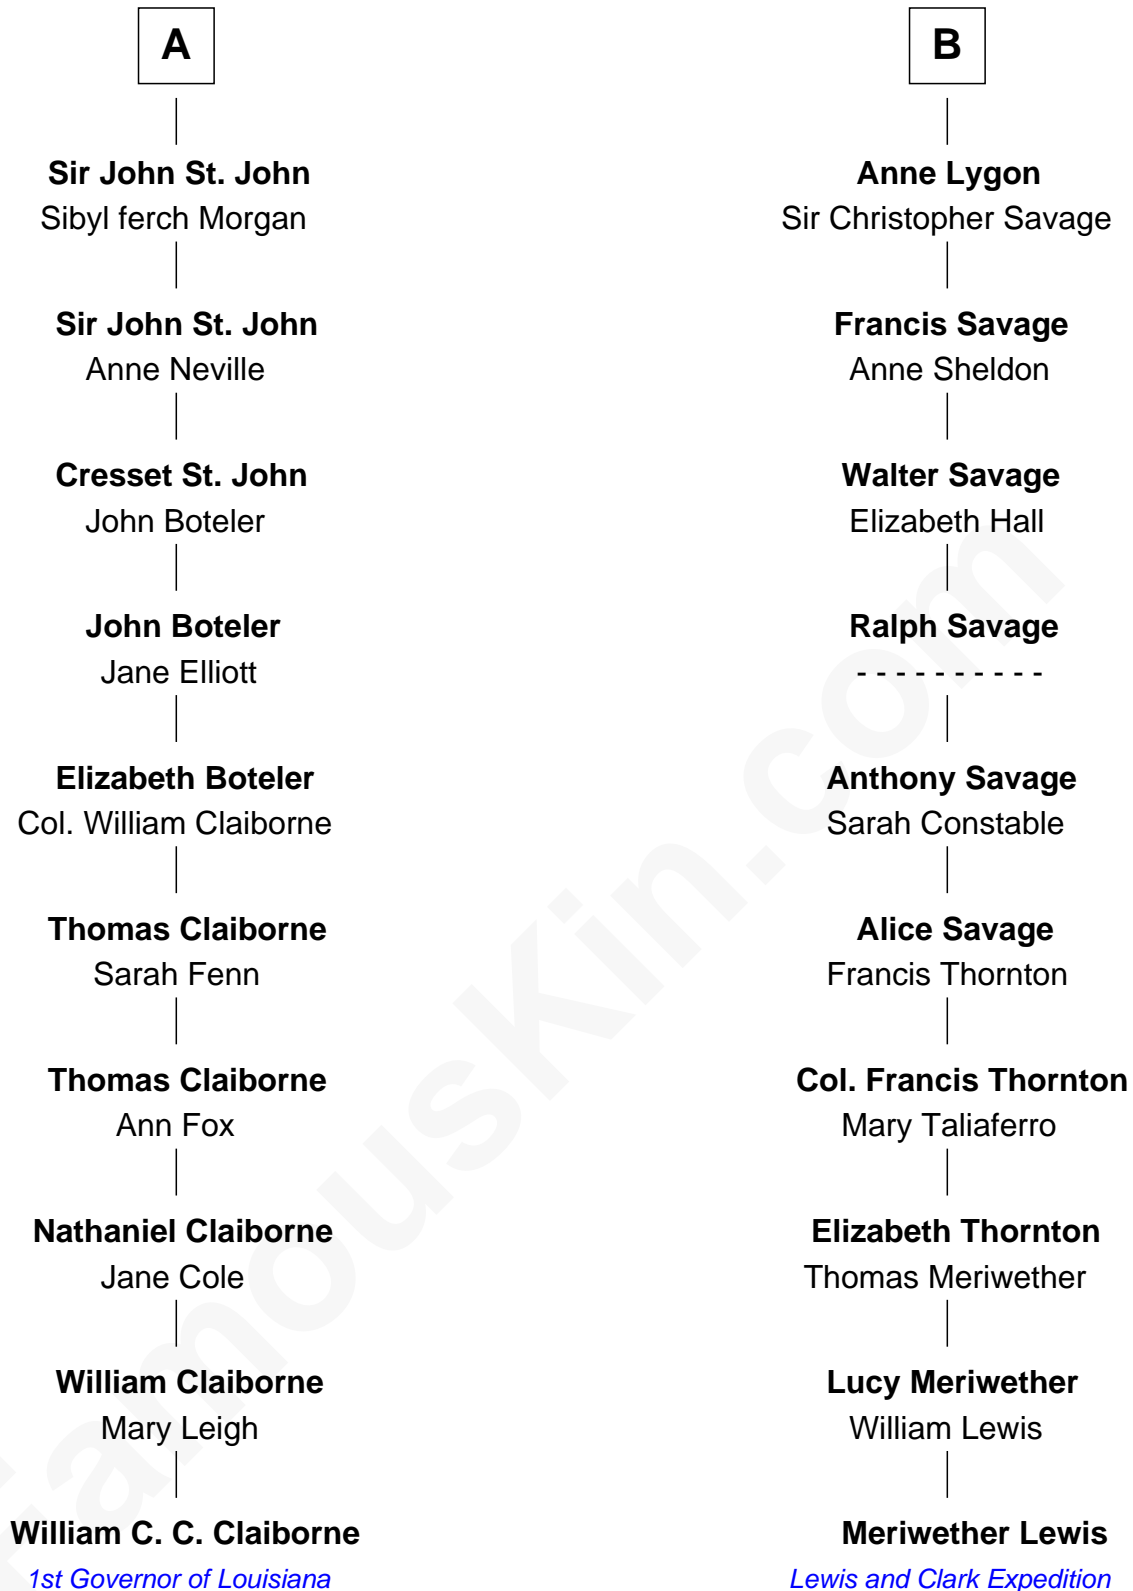 A
Sir John St. John
Sibyl ferch Morgan
Sir John St. John
Anne Neville
Cresset St. John
John Boteler
John Boteler
Jane Elliott
Elizabeth Boteler
Col. William Claiborne
Thomas Claiborne
Sarah Fenn
Thomas Claiborne
Ann Fox
Nathaniel Claiborne
Jane Cole
William Claiborne
Mary Leigh
William C. C. Claiborne
1st Governor of Louisiana
B
Anne Lygon
Sir Christopher Savage
Francis Savage
Anne Sheldon
Walter Savage
Elizabeth Hall
Ralph Savage
- - - - - - - - - -
Anthony Savage
Sarah Constable
Alice Savage
Francis Thornton
Col. Francis Thornton
Mary Taliaferro
Elizabeth Thornton
Thomas Meriwether
Lucy Meriwether
William Lewis
Meriwether Lewis
Lewis and Clark Expedition
FamousKin.com